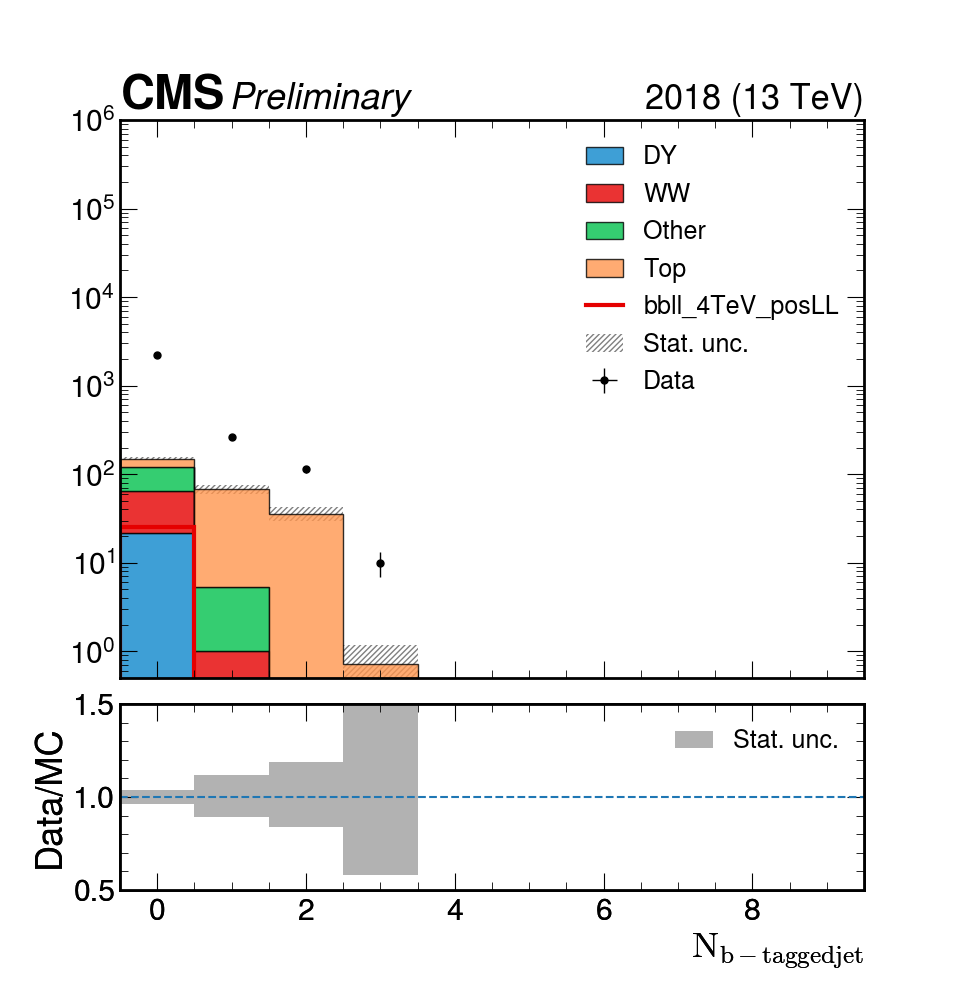 CMS Preliminary 2018 (13 TeV)
10^6
10^5
10^4
10^3
10^2
10^1
10^0
DY
WW
Other
Top
bbll_4TeV_posLL
Stat. unc.
Data
1.5
1.0
0.5
Data/MC
Stat. unc.
0 2 4 6 8
N_b−taggedjet